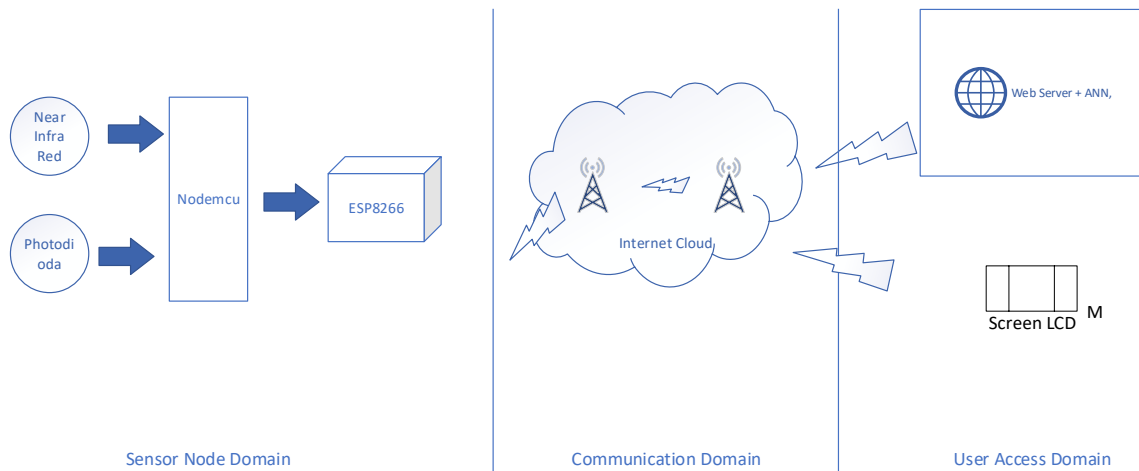 Near
Infra
Red
Photodi
oda
Nodemcu
ESP8266
Internet Cloud
Web Server + ANN,
Screen LCD
M
Sensor Node Domain
Communication Domain
User Access Domain